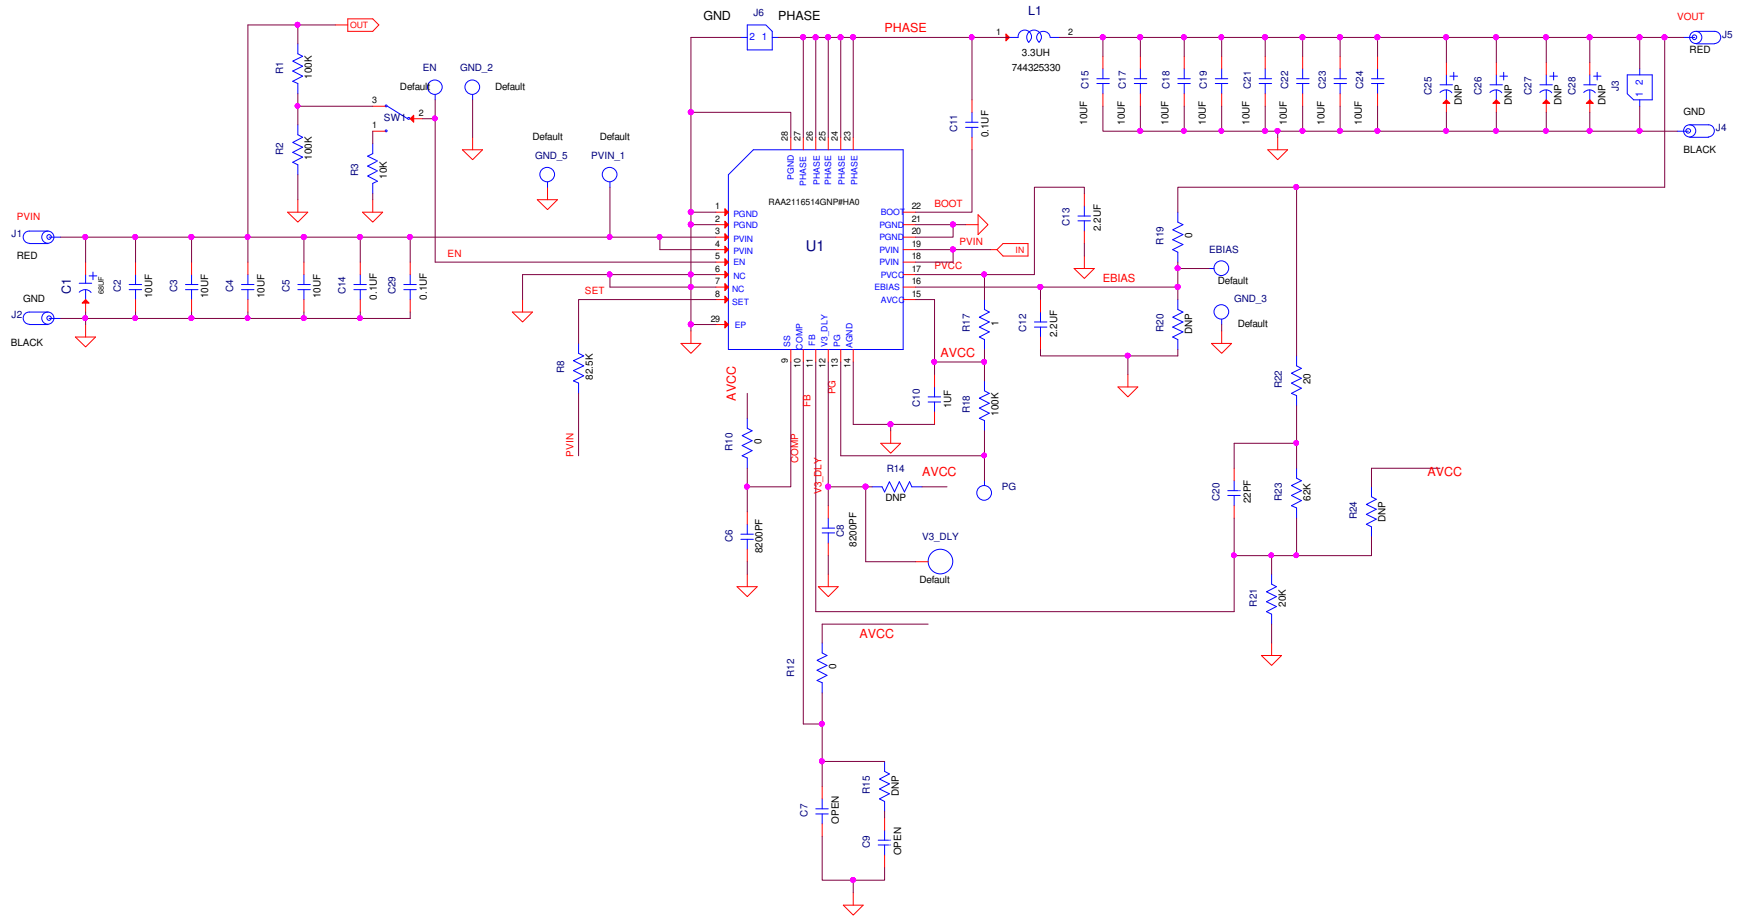 GND
J6
PHASE
PHASE
L1
1
2
3.3UH
744325330
VOUT
J5
RED
OUT
R1
100K
R2
100K
EN
Default
GND_2
Default
3
SW1
2
1
R3
10K
Default
GND_5
Default
PVIN_1
2 1
C11
0.1UF
C15
10UF
C17
10UF
C18
10UF
C19
10UF
C21
10UF
C22
10UF
C23
10UF
C24
10UF
C25
DNP
C26
DNP
C27
DNP
C28
DNP
J3
1 2
GND
J4
BLACK
28
27
26
25
24
23
PGND
PHASE
PHASE
PHASE
PHASE
PHASE
RAA2116514GNP#HA0
U1
1
PGND
2
PGND
3
PVIN
4
PVIN
5
EN
6
NC
7
NC
8
SET
29
EP
BOOT
22
BOOT
PGND
21
PGND
20
PVIN
19
PVIN
IN
PVIN
18
PVCC
17
PVCC
EBIAS
16
EBIAS
AVCC
15
SS
COMP
FB
V3_DLY
PG
AGND
9
10
11
12
13
14
PVIN
J1
RED
GND
J2
BLACK
C1
68UF
C2
10UF
C3
10UF
C4
10UF
C5
10UF
C14
0.1UF
C29
0.1UF
EN
SET
R8
82.5K
PVIN
C13
2.2UF
R19
0
EBIAS
Default
GND_3
Default
R20
DNP
C12
2.2UF
R17
1
AVCC
C10
1UF
R18
100K
PG
AVCC
R10
0
C6
8200PF
COMP
FB
V3_DLY
PG
R14
DNP
AVCC
C8
8200PF
V3_DLY
Default
R22
20
C20
22PF
R23
62K
R24
DNP
AVCC
R21
20K
AVCC
R12
0
C7
OPEN
R15
DNP
C9
OPEN